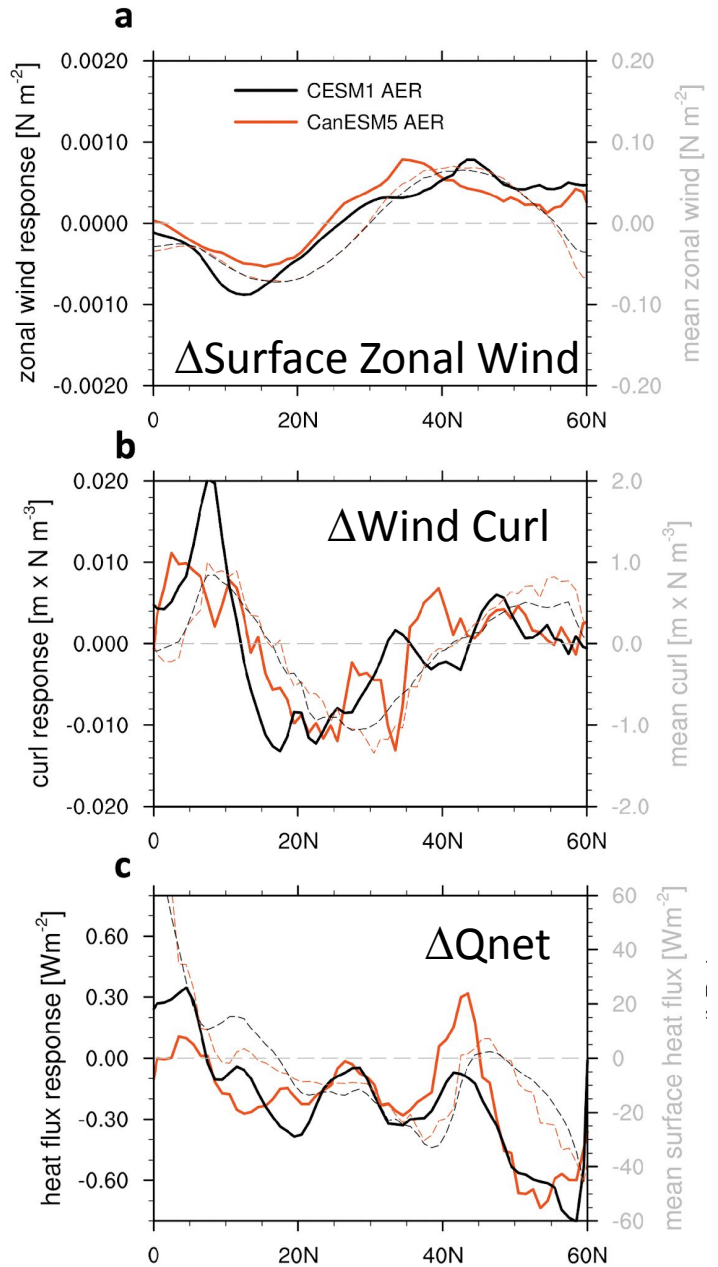 a
0.0020
0.0010
0.0000
-0.0010
-0.0020
zonal wind response [N m-2]
CESM1 AER
CanESM5 AER
0.20
0.10
0.00
-0.10
-0.20
mean zonal wind [N m-2]
ΔSurface Zonal Wind
0
20N
40N
60N
b
0.020
0.010
0.000
-0.010
-0.020
curl response [m x N m-3]
ΔWind Curl
2.0
1.0
0.0
-1.0
-2.0
mean curl [m x N m-3]
0
20N
40N
60N
c
0.60
0.30
0.00
-0.30
-0.60
heat flux response [Wm-2]
ΔQnet
60
40
20
0
-20
-40
-60
mean surface heat flux [Wm-2]
0
20N
40N
60N